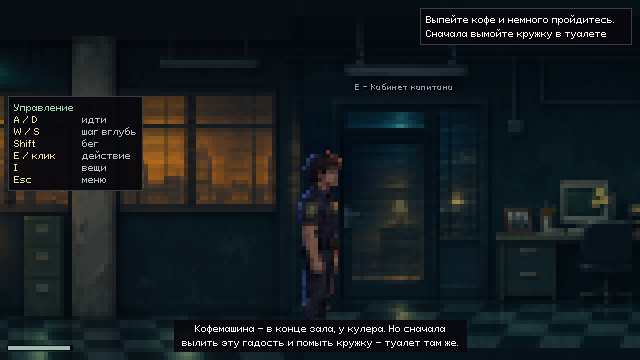 Выпейте кофе и немного пройдитесь.
Сначала вымойте кружку в туалете
E - Кабинет капитана
Управление
A / D идти
W / S шаг вглубь
Shift бег
E / клик действие
I вещи
Esc меню
Кофемашина - в конце зала, у кулера. Но сначала
вылить эту гадость и помыть кружку - туалет там же.